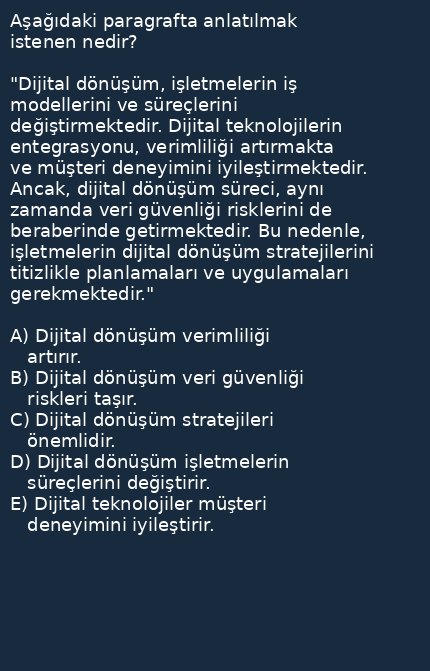 Aşağıdaki paragrafta anlatılmak
istenen nedir?

"Dijital dönüşüm, işletmelerin iş
modellerini ve süreçlerini
değiştirmektedir. Dijital teknolojilerin
entegrasyonu, verimliliği artırmakta
ve müşteri deneyimini iyileştirmektedir.
Ancak, dijital dönüşüm süreci, aynı
zamanda veri güvenliği risklerini de
beraberinde getirmektedir. Bu nedenle,
işletmelerin dijital dönüşüm stratejilerini
titizlikle planlamaları ve uygulamaları
gerekmektedir."

A) Dijital dönüşüm verimliliği
artırır.
B) Dijital dönüşüm veri güvenliği
riskleri taşır.
C) Dijital dönüşüm stratejileri
önemlidir.
D) Dijital dönüşüm işletmelerin
süreçlerini değiştirir.
E) Dijital teknolojiler müşteri
deneyimini iyileştirir.